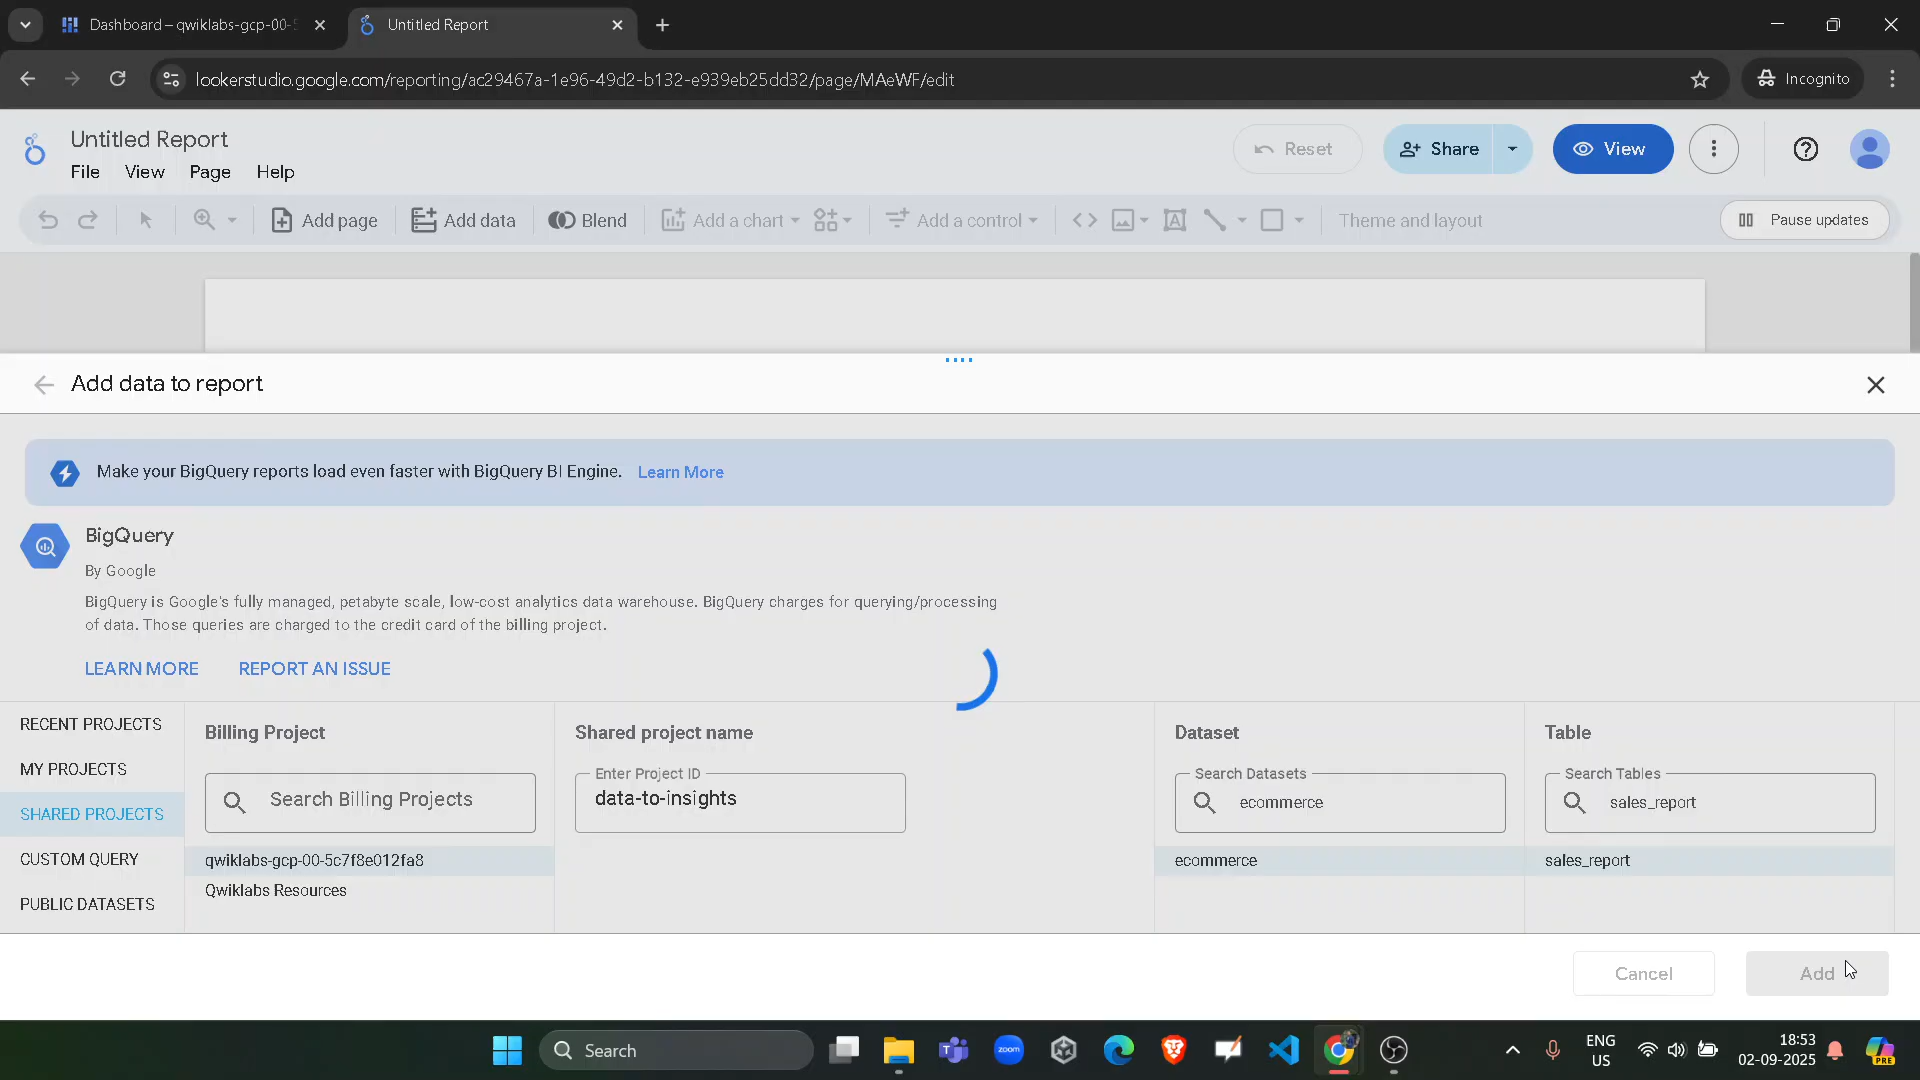 Dashboard – qwiklabs-gcp-00-5
Untitled Report
lookerstudio.google.com/reporting/ac29467a-1e96-49d2-b132-e939eb25dd32/page/MAeWF/edit
Incognito
Untitled Report
File View Page Help
Reset
Share
View
Add page
Add data
Blend
Add a chart
Add a control
Theme and layout
Pause updates
Add data to report
Make your BigQuery reports load even faster with BigQuery BI Engine. Learn More
BigQuery
By Google
BigQuery is Google's fully managed, petabyte scale, low-cost analytics data warehouse. BigQuery charges for querying/processing
of data. Those queries are charged to the credit card of the billing project.
LEARN MORE REPORT AN ISSUE
RECENT PROJECTS
MY PROJECTS
SHARED PROJECTS
CUSTOM QUERY
PUBLIC DATASETS
Billing Project
Search Billing Projects
qwiklabs-gcp-00-5c7f8e012fa8
Qwiklabs Resources
Shared project name
Enter Project ID
data-to-insights
Dataset
Search Datasets
ecommerce
ecommerce
Table
Search Tables
sales_report
sales_report
Cancel
Add
Search
zoom
ENG
US
18:53
02-09-2025
PRE